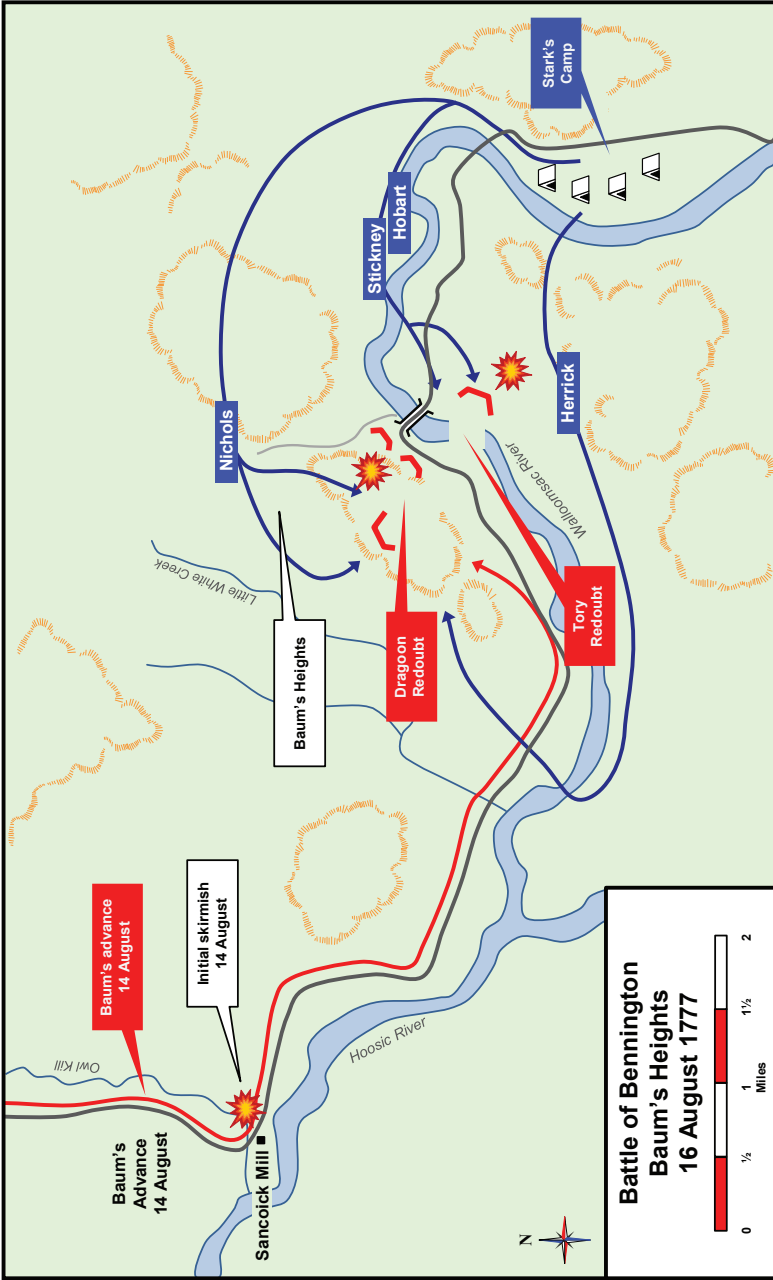 Baum's
Advance
14 August
Owl Kill
Baum's advance
14 August
Initial skirmish
14 August
Sancoick Mill
Hoosic River
Little White Creek
Baum's Heights
Nichols
Dragoon
Redoubt
Tory
Redoubt
Walloomsac River
Stickney
Hobart
Herrick
Stark's
Camp
N
Battle of Bennington
Baum's Heights
16 August 1777
0 ½ 1 1½ 2
Miles